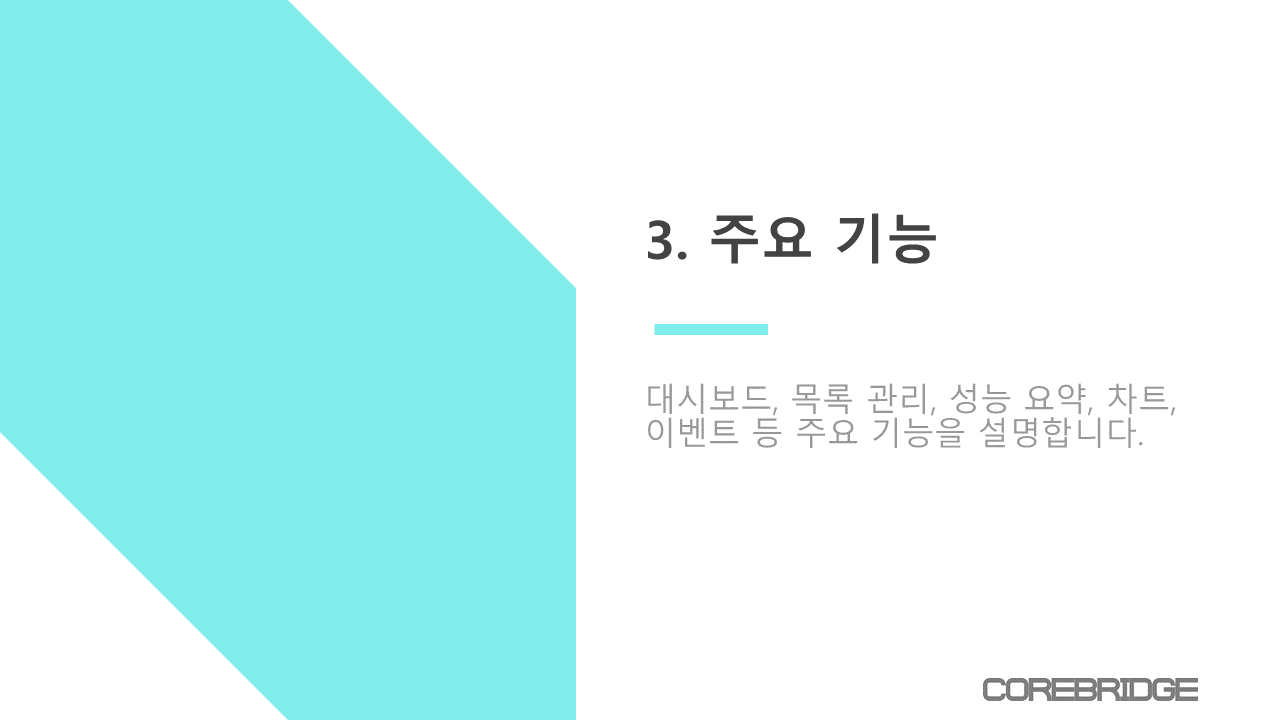 3. 주요 기능
대시보드, 목록 관리, 성능 요약, 차트,
이벤트 등 주요 기능을 설명합니다.
COREBRIDGE